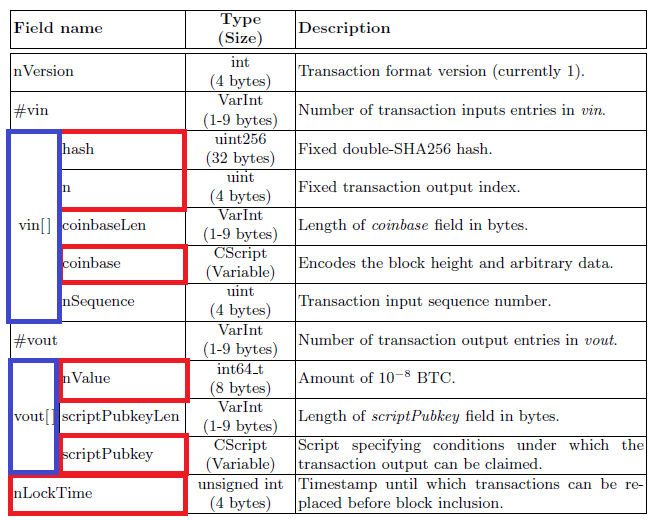 Field name Type (Size) Description
nVersion int (4 bytes) Transaction format version (currently 1).
#vin VarInt (1-9 bytes) Number of transaction inputs entries in vin.
vin[]
hash uint256 (32 bytes) Fixed double-SHA256 hash.
n uint (4 bytes) Fixed transaction output index.
coinbaseLen VarInt (1-9 bytes) Length of coinbase field in bytes.
coinbase CScript (Variable) Encodes the block height and arbitrary data.
nSequence uint (4 bytes) Transaction input sequence number.
#vout VarInt (1-9 bytes) Number of transaction output entries in vout.
vout[]
nValue int64_t (8 bytes) Amount of 10⁻⁸ BTC.
scriptPubkeyLen VarInt (1-9 bytes) Length of scriptPubkey field in bytes.
scriptPubkey CScript (Variable) Script specifying conditions under which the
transaction output can be claimed.
nLockTime unsigned int (4 bytes) Timestamp until which transactions can be re-
placed before block inclusion.